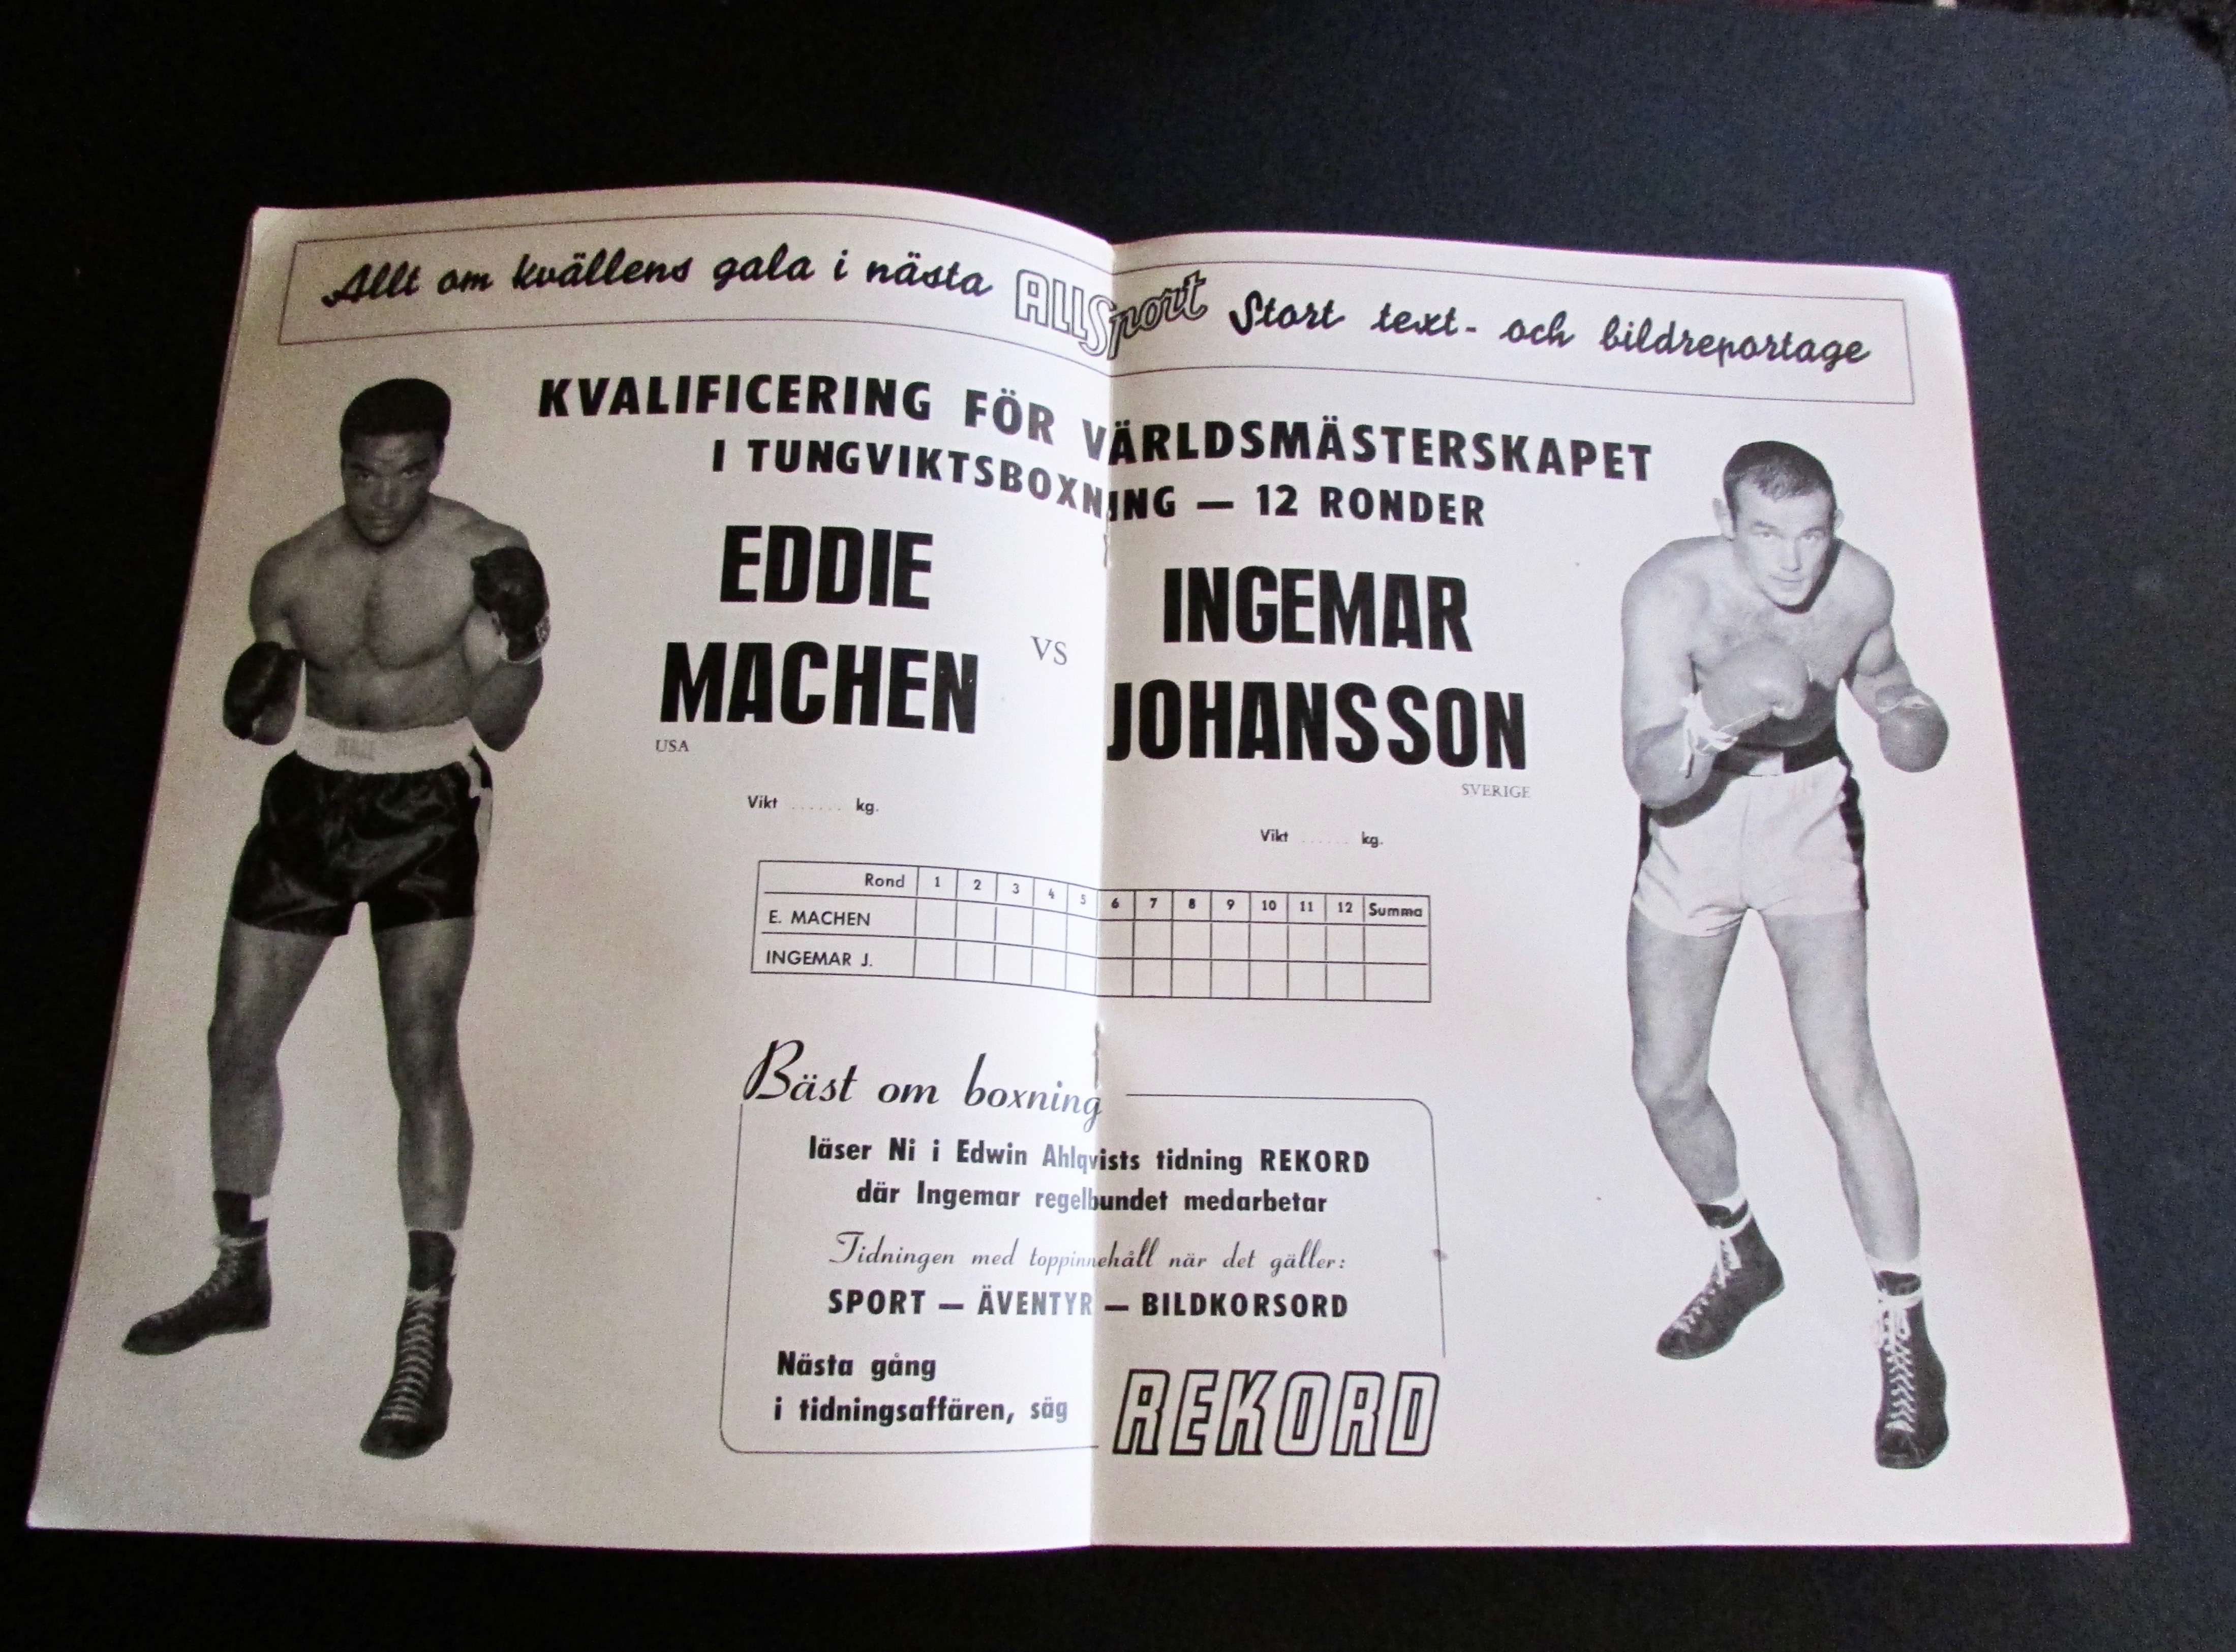 Allt om kvällens gala i nästa ALLSport Stort text- och bildreportage
KVALIFICERING FÖR VÄRLDSMÄSTERSKAPET
I TUNGVIKTSBOXNING — 12 RONDER
EDDIE
MACHEN
USA
VS
INGEMAR
JOHANSSON
SVERIGE
Vikt ...... kg.
Vikt ...... kg.
Rond 1 2 3 4 5 6 7 8 9 10 11 12 Summa
E. MACHEN
INGEMAR J.
Bäst om boxning
läser Ni i Edwin Ahlqvists tidning REKORD
där Ingemar regelbundet medarbetar
Tidningen med toppinnehåll när det gäller:
SPORT — ÄVENTYR — BILDKORSORD
Nästa gång
i tidningsaffären, säg REKORD